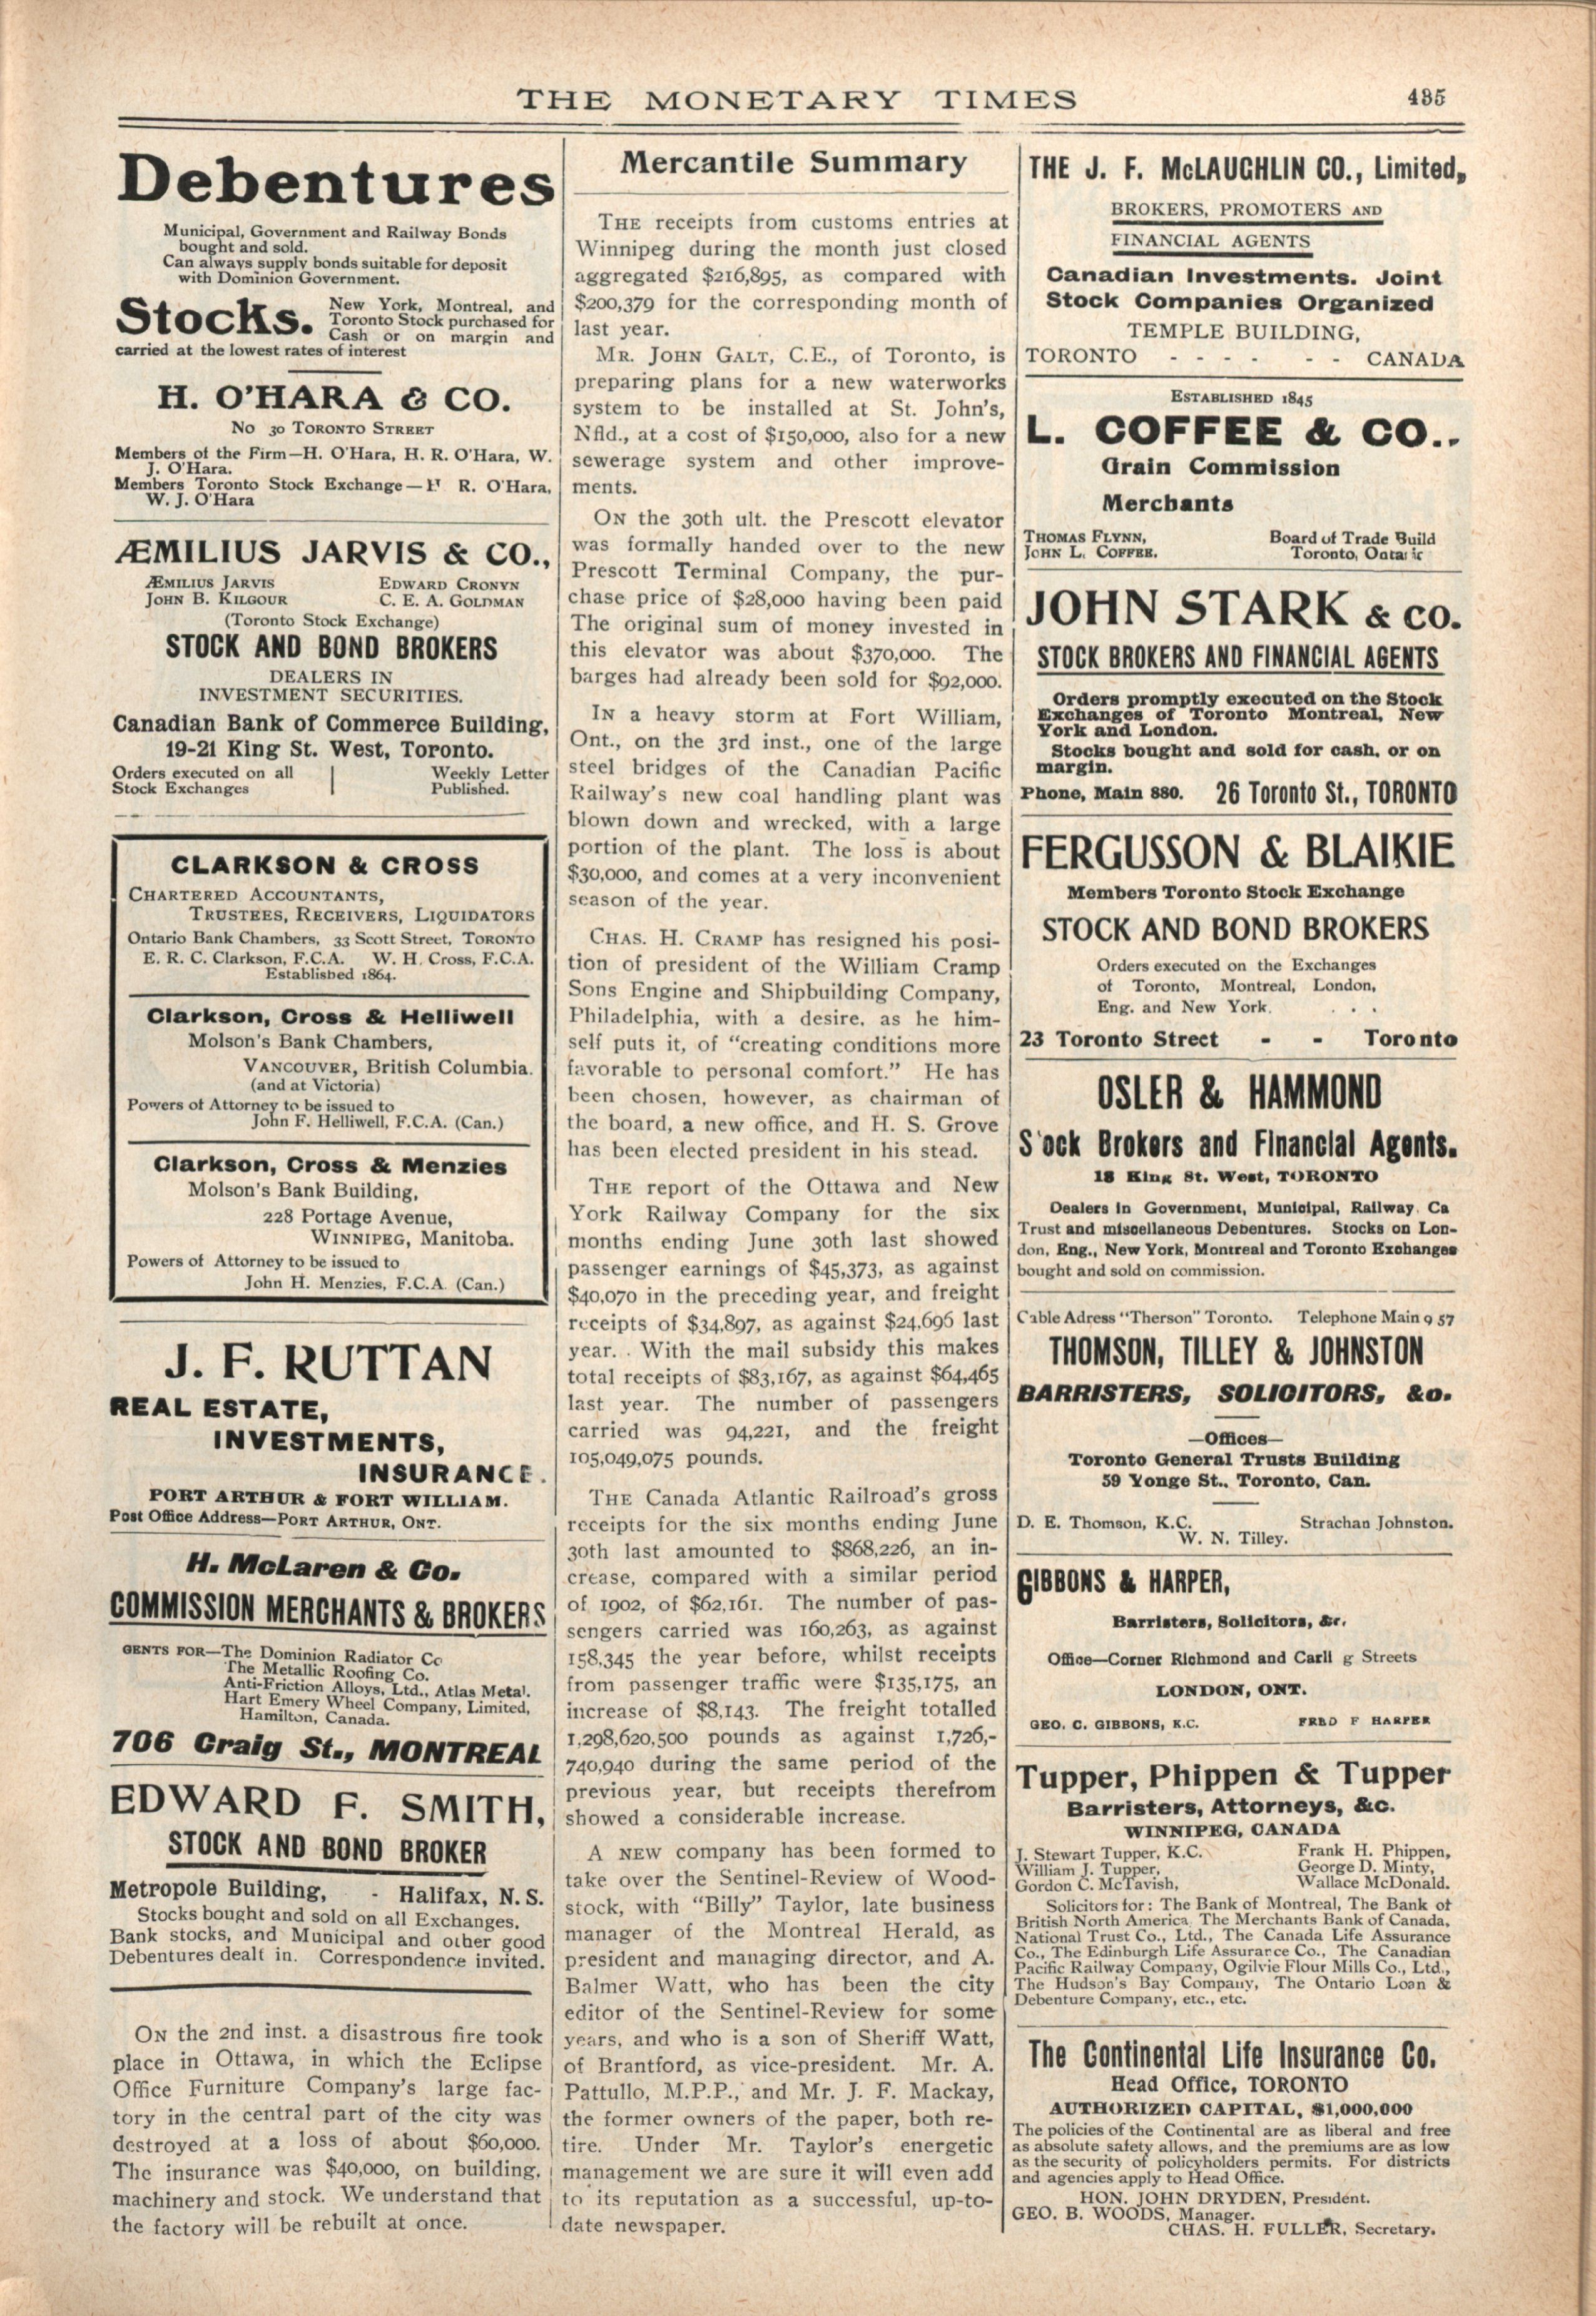 THE MONETARY TIMES
435
Debentures
Municipal, Government and Railway Bonds
bought and sold.
Can always supply bonds suitable for deposit
with Dominion Government.
Stocks.
New York, Montreal, and
Toronto Stock purchased for
Cash or on margin and
carried at the lowest rates of interest
H. O'HARA & CO.
No 30 TORONTO STREET
Members of the Firm—H. O'Hara, H. R. O'Hara, W.
J. O'Hara.
Members Toronto Stock Exchange— R. O'Hara,
W. J. O'Hara
ÆMILIUS JARVIS & CO.,
ÆMILIUS JARVIS EDWARD CRONYN
JOHN B. KILGOUR C. E. A. GOLDMAN
(Toronto Stock Exchange)
STOCK AND BOND BROKERS
DEALERS IN
INVESTMENT SECURITIES.
Canadian Bank of Commerce Building,
19-21 King St. West, Toronto.
Orders executed on all Weekly Letter
Stock Exchanges Published.
CLARKSON & CROSS
CHARTERED ACCOUNTANTS,
TRUSTEES, RECEIVERS, LIQUIDATORS
Ontario Bank Chambers, 33 Scott Street, TORONTO
E. R. C. Clarkson, F.C.A. W. H. Cross, F.C.A.
Established 1864.
Clarkson, Cross & Helliwell
Molson's Bank Chambers,
VANCOUVER, British Columbia.
(and at Victoria)
Powers of Attorney to be issued to
John F. Helliwell, F.C.A. (Can.)
Clarkson, Cross & Menzies
Molson's Bank Building,
228 Portage Avenue,
WINNIPEG, Manitoba.
Powers of Attorney to be issued to
John H. Menzies, F.C.A. (Can.)
J. F. RUTTAN
REAL ESTATE,
INVESTMENTS,
INSURANCE.
PORT ARTHUR & FORT WILLIAM.
Post Office Address—PORT ARTHUR, ONT.
H. McLaren & Co.
COMMISSION MERCHANTS & BROKERS
GENTS FOR—The Dominion Radiator Co
The Metallic Roofing Co.
Anti-Friction Alloys, Ltd., Atlas Metal.
Hart Emery Wheel Company, Limited,
Hamilton, Canada.
706 Craig St., MONTREAL
EDWARD F. SMITH,
STOCK AND BOND BROKER
Metropole Building, - Halifax, N. S.
Stocks bought and sold on all Exchanges.
Bank stocks, and Municipal and other good
Debentures dealt in. Correspondence invited.
ON the 2nd inst. a disastrous fire took
place in Ottawa, in which the Eclipse
Office Furniture Company's large fac-
tory in the central part of the city was
destroyed at a loss of about $60,000.
The insurance was $40,000, on building,
machinery and stock. We understand that
the factory will be rebuilt at once.
Mercantile Summary
THE receipts from customs entries at
Winnipeg during the month just closed
aggregated $216,895, as compared with
$200,379 for the corresponding month of
last year.
MR. JOHN GALT, C.E., of Toronto, is
preparing plans for a new waterworks
system to be installed at St. John's,
Nfld., at a cost of $150,000, also for a new
sewerage system and other improve-
ments.
ON the 30th ult. the Prescott elevator
was formally handed over to the new
Prescott Terminal Company, the pur-
chase price of $28,000 having been paid
The original sum of money invested in
this elevator was about $370,000. The
barges had already been sold for $92,000.
IN a heavy storm at Fort William,
Ont., on the 3rd inst., one of the large
steel bridges of the Canadian Pacific
Railway's new coal handling plant was
blown down and wrecked, with a large
portion of the plant. The loss is about
$30,000, and comes at a very inconvenient
season of the year.
CHAS. H. CRAMP has resigned his posi-
tion of president of the William Cramp
Sons Engine and Shipbuilding Company,
Philadelphia, with a desire. as he him-
self puts it, of "creating conditions more
favorable to personal comfort." He has
been chosen, however, as chairman of
the board, a new office, and H. S. Grove
has been elected president in his stead.
THE report of the Ottawa and New
York Railway Company for the six
months ending June 30th last showed
passenger earnings of $45,373, as against
$40,070 in the preceding year, and freight
receipts of $34,897, as against $24,696 last
year. With the mail subsidy this makes
total receipts of $83,167, as against $64,465
last year. The number of passengers
carried was 94,221, and the freight
105,049,075 pounds.
THE Canada Atlantic Railroad's gross
receipts for the six months ending June
30th last amounted to $868,226, an in-
crease, compared with a similar period
of 1902, of $62,161. The number of pas-
sengers carried was 160,263, as against
158,345 the year before, whilst receipts
from passenger traffic were $135,175, an
increase of $8,143. The freight totalled
1,298,620,500 pounds as against 1,726,-
740,940 during the same period of the
previous year, but receipts therefrom
showed a considerable increase.
A NEW company has been formed to
take over the Sentinel-Review of Wood-
stock, with "Billy" Taylor, late business
manager of the Montreal Herald, as
president and managing director, and A.
Balmer Watt, who has been the city
editor of the Sentinel-Review for some
years, and who is a son of Sheriff Watt,
of Brantford, as vice-president. Mr. A.
Pattullo, M.P.P., and Mr. J. F. Mackay,
the former owners of the paper, both re-
tire. Under Mr. Taylor's energetic
management we are sure it will even add
to its reputation as a successful, up-to-
date newspaper.
THE J. F. McLAUGHLIN CO., Limited,
BROKERS, PROMOTERS AND
FINANCIAL AGENTS
Canadian Investments. Joint
Stock Companies Organized
TEMPLE BUILDING,
TORONTO - - - - - - CANADA
ESTABLISHED 1845
L. COFFEE & CO.,
Grain Commission
Merchants
THOMAS FLYNN, Board of Trade Build
JOHN L. COFFEE. Toronto,
JOHN STARK & CO.
STOCK BROKERS AND FINANCIAL AGENTS
Orders promptly executed on the Stock
Exchanges of Toronto Montreal, New
York and London.
Stocks bought and sold for cash, or on
margin.
Phone, Main 880. 26 Toronto St., TORONTO
FERGUSSON & BLAIKIE
Members Toronto Stock Exchange
STOCK AND BOND BROKERS
Orders executed on the Exchanges
of Toronto, Montreal, London,
Eng. and New York. . . .
23 Toronto Street - - Toronto
OSLER & HAMMOND
S ock Brokers and Financial Agents.
18 King St. West, TORONTO
Dealers in Government, Municipal, Railway. Ca
Trust and miscellaneous Debentures. Stocks on Lon-
don, Eng., New York, Montreal and Toronto Exchanges
bought and sold on commission.
Cable Adress "Therson" Toronto. Telephone Main 9 57
THOMSON, TILLEY & JOHNSTON
BARRISTERS, SOLICITORS, &c.
—Offices—
Toronto General Trusts Building
59 Yonge St., Toronto, Can.
D. E. Thomson, K.C. Strachan Johnston.
W. N. Tilley.
GIBBONS & HARPER,
Barristers, Solicitors, &c.
Office—Corner Richmond and Carli g Streets
LONDON, ONT.
GEO. C. GIBBONS, K.C. FRED F HARPER
Tupper, Phippen & Tupper
Barristers, Attorneys, &c.
WINNIPEG, CANADA
J. Stewart Tupper, K.C. Frank H. Phippen,
William J. Tupper, George D. Minty,
Gordon C. McTavish, Wallace McDonald.
Solicitors for: The Bank of Montreal, The Bank of
British North America, The Merchants Bank of Canada,
National Trust Co., Ltd., The Canada Life Assurance
Co., The Edinburgh Life Assurance Co., The Canadian
Pacific Railway Company, Ogilvie Flour Mills Co., Ltd.,
The Hudson's Bay Company, The Ontario Loan &
Debenture Company, etc., etc.
The Continental Life Insurance Co.
Head Office, TORONTO
AUTHORIZED CAPITAL, $1,000,000
The policies of the Continental are as liberal and free
as absolute safety allows, and the premiums are as low
as the security of policyholders permits. For districts
and agencies apply to Head Office.
HON. JOHN DRYDEN, President.
GEO. B. WOODS, Manager.
CHAS. H. FULLER, Secretary.